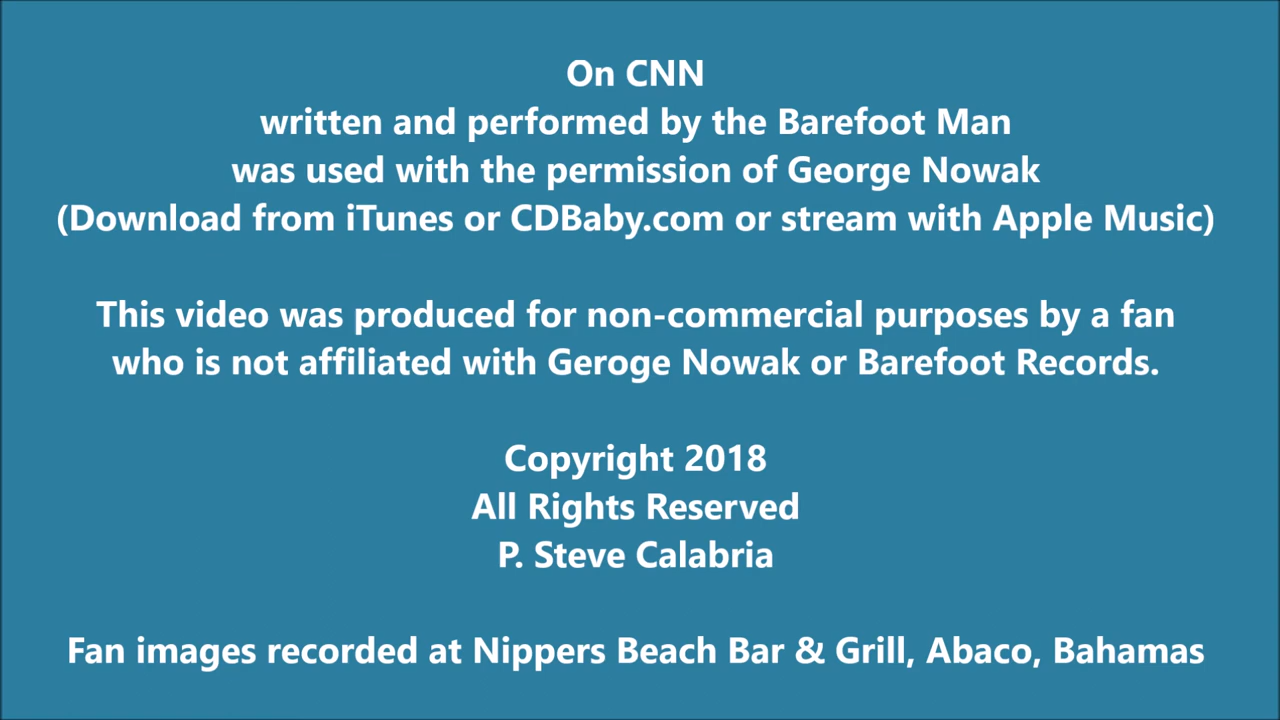 On CNN
written and performed by the Barefoot Man
was used with the permission of George Nowak
(Download from iTunes or CDBaby.com or stream with Apple Music)
This video was produced for non-commercial purposes by a fan
who is not affiliated with Geroge Nowak or Barefoot Records.
Copyright 2018
All Rights Reserved
P. Steve Calabria
Fan images recorded at Nippers Beach Bar & Grill, Abaco, Bahamas